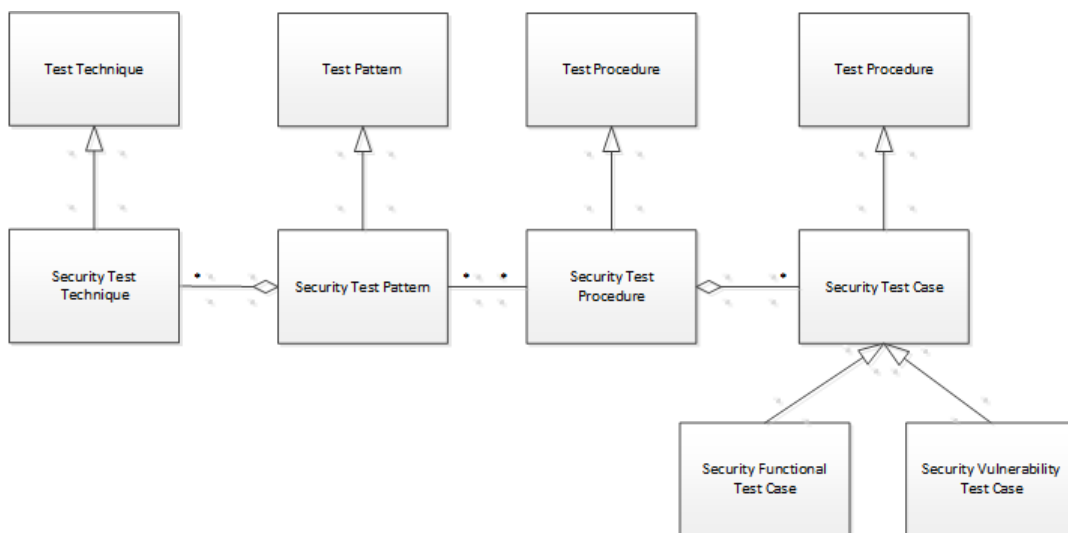 Test Technique
Test Pattern
Test Procedure
Test Procedure
Security Test
Technique
*
Security Test Pattern
*
*
Security Test
Procedure
*
Security Test Case
Security Functional
Test Case
Security Vulnerability
Test Case